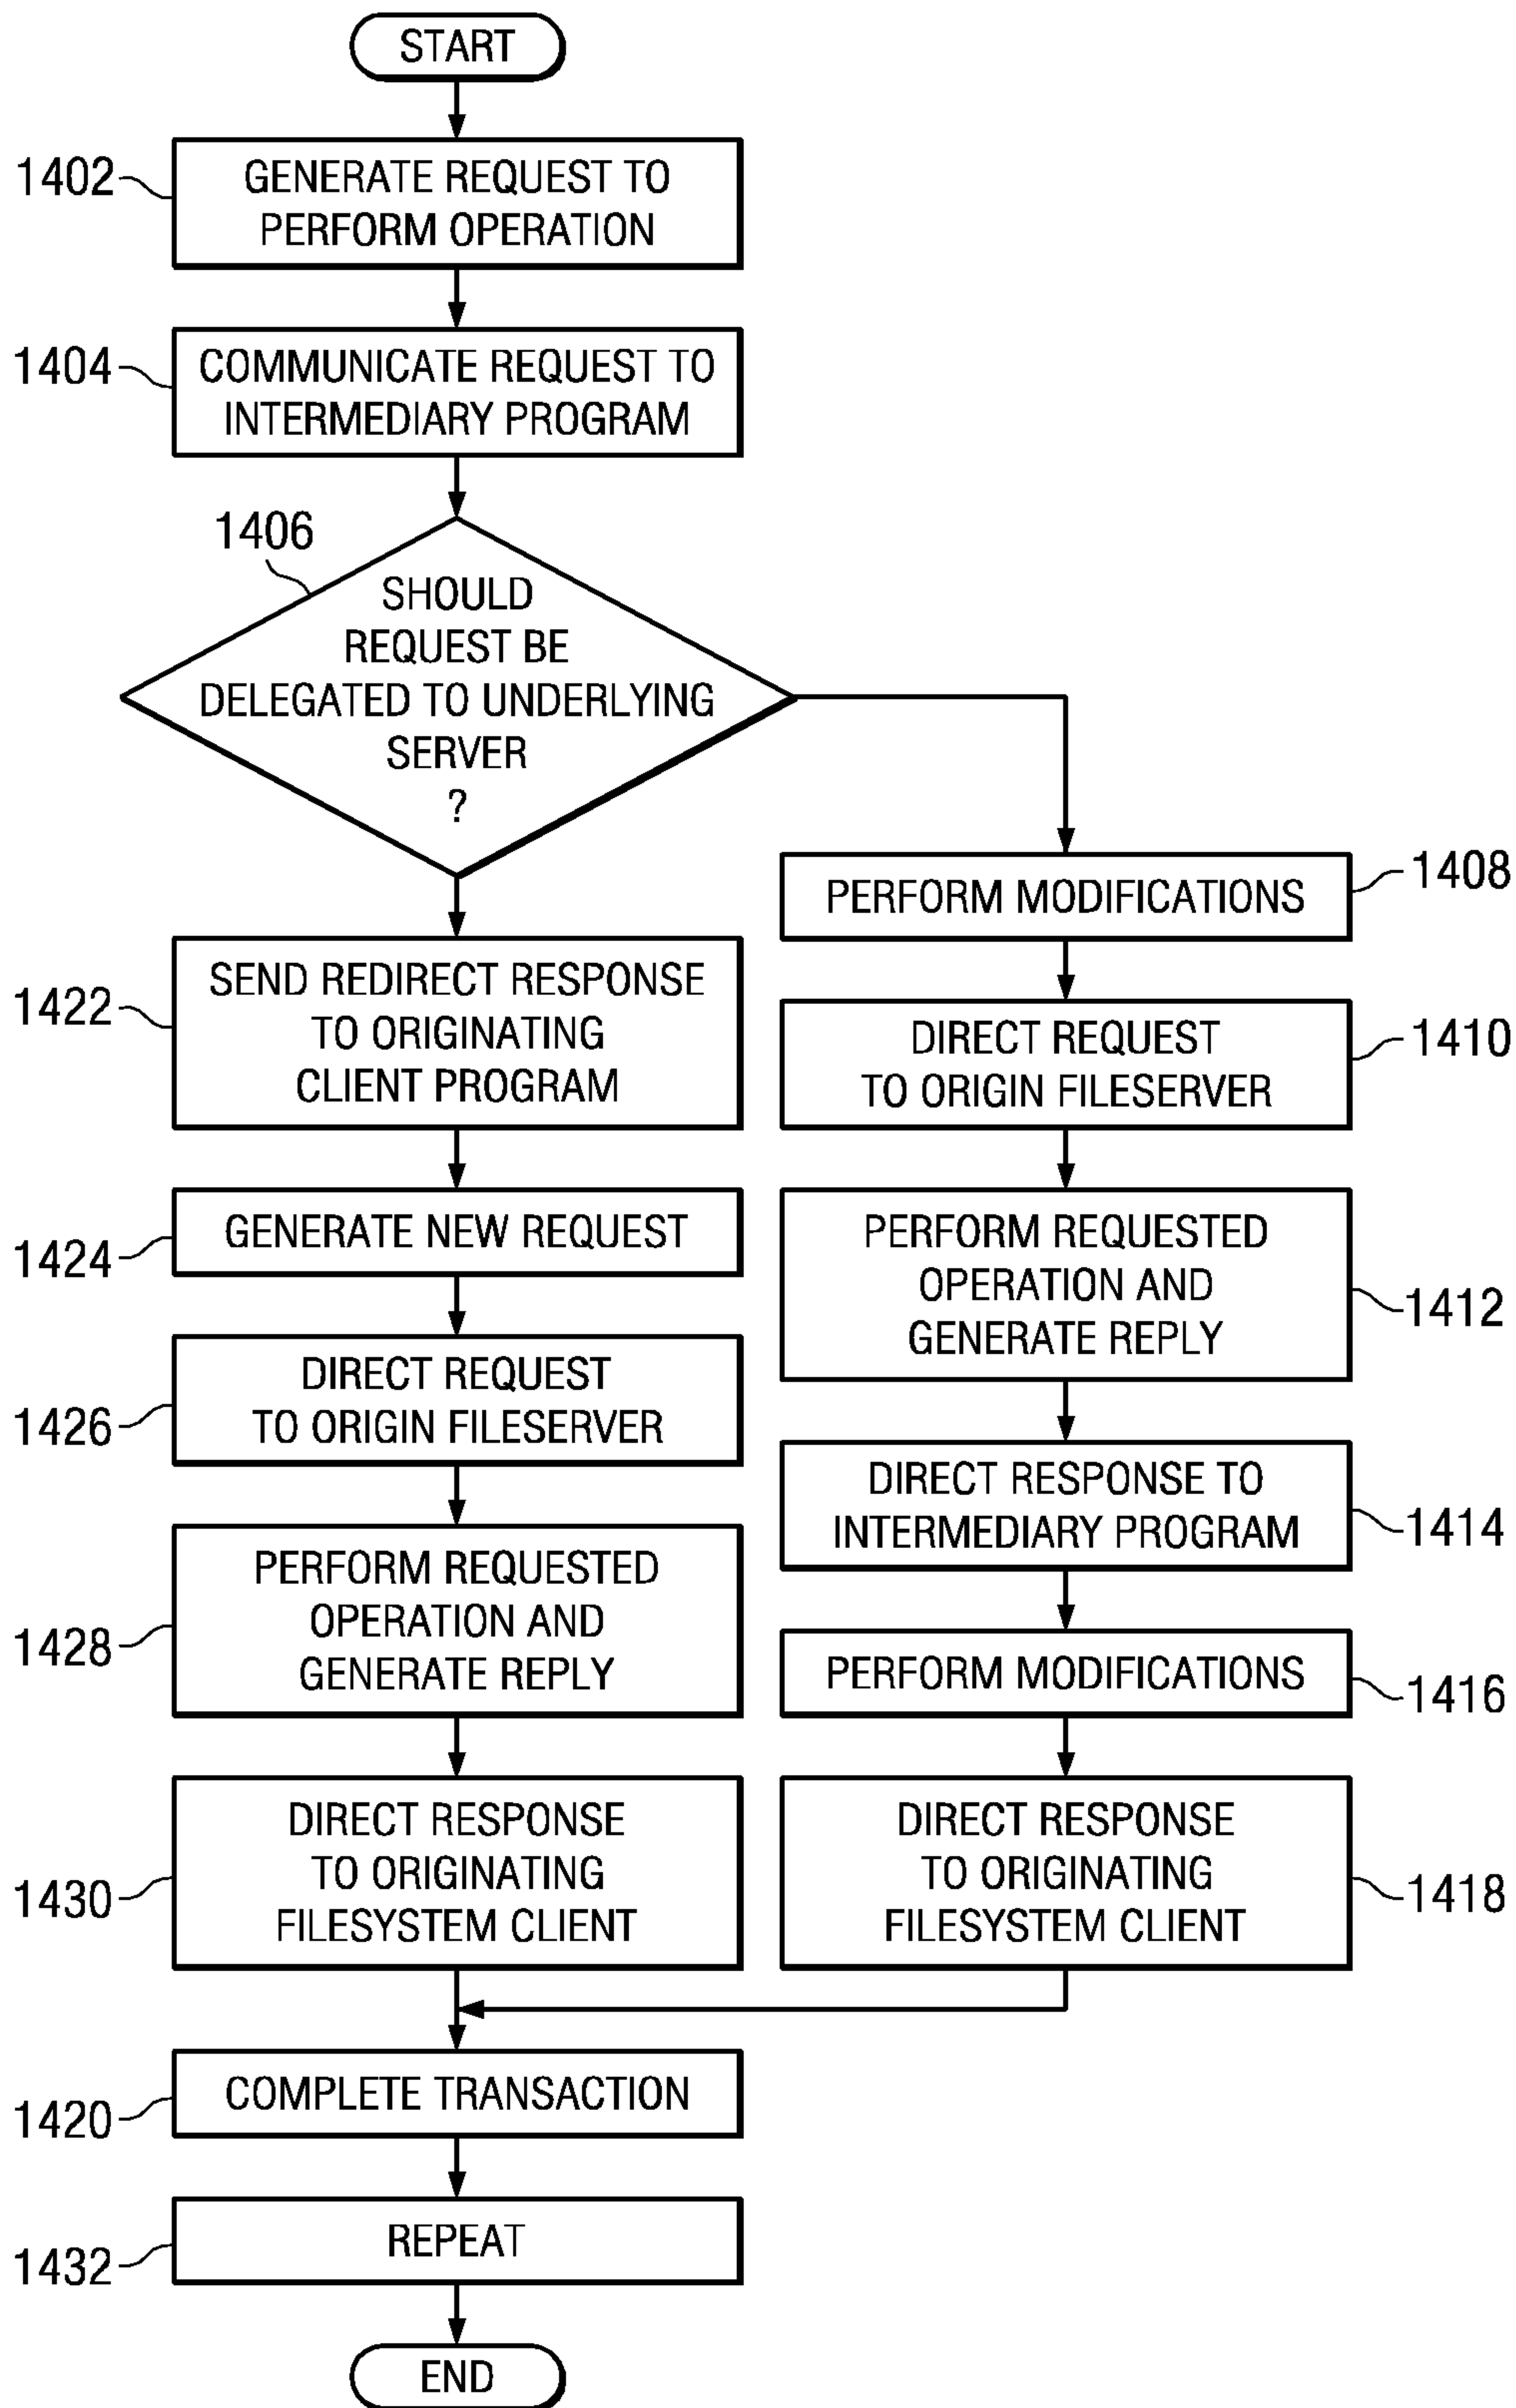 START
1402
GENERATE REQUEST TO
PERFORM OPERATION
1404
COMMUNICATE REQUEST TO
INTERMEDIARY PROGRAM
1406
SHOULD
REQUEST BE
DELEGATED TO UNDERLYING
SERVER
?
1408
PERFORM MODIFICATIONS
1410
DIRECT REQUEST
TO ORIGIN FILESERVER
1412
PERFORM REQUESTED
OPERATION AND
GENERATE REPLY
1414
DIRECT RESPONSE TO
INTERMEDIARY PROGRAM
1416
PERFORM MODIFICATIONS
1418
DIRECT RESPONSE
TO ORIGINATING
FILESYSTEM CLIENT
1422
SEND REDIRECT RESPONSE
TO ORIGINATING
CLIENT PROGRAM
1424
GENERATE NEW REQUEST
1426
DIRECT REQUEST
TO ORIGIN FILESERVER
1428
PERFORM REQUESTED
OPERATION AND
GENERATE REPLY
1430
DIRECT RESPONSE
TO ORIGINATING
FILESYSTEM CLIENT
1420
COMPLETE TRANSACTION
1432
REPEAT
END